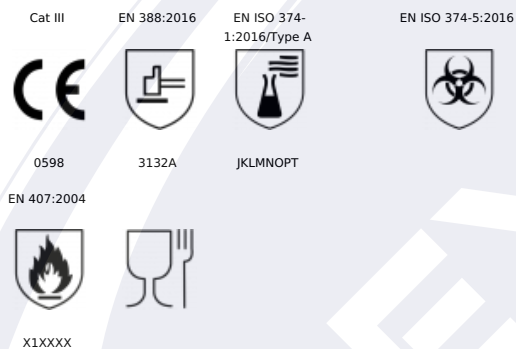 Cat III
EN 388:2016
EN ISO 374-
1:2016/Type A
EN ISO 374-5:2016
CE
0598
3132A
JKLMNOPT
EN 407:2004
X1XXXX